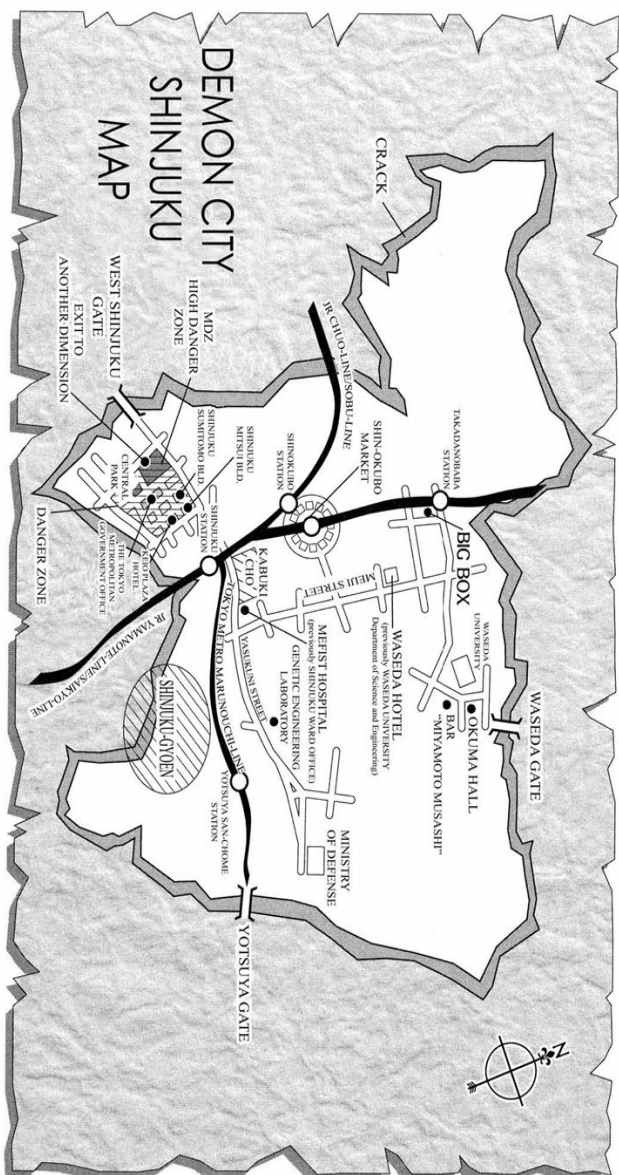 DEMON CITY
SHINJUKU
MAP
CRACK
JR CHUO-LINE/SOBU-LINE
SHIN-OKUBO
MARKET
TAKADANOBABA
STATION
BIG BOX
WASEDA
UNIVERSITY
WASEDA GATE
OKUMA HALL
BAR
"MIYAMOTO MUSASHI"
WASEDA HOTEL
(previously WASEDA UNIVERSITY
Department of Science and Engineering)
MEIJI STREET
SHINOKUBO
STATION
KABUKI
CHO
MEFIST HOSPITAL
(previously SHINJUKU WARD OFFICE)
GENETIC ENGINEERING
LABORATORY
YASUKUNI STREET
MINISTRY
OF DEFENSE
TOKYO METRO MARUNOUCHI-LINE
YOTSUYA SAN-CHOME
STATION
YOTSUYA GATE
SHINJUKU
STATION
SHINJUKU
MITSUI BLD.
SHINJUKU
SUMITOMO BLD.
MDZ
HIGH DANGER
ZONE
WEST SHINJUKU
GATE
EXIT TO
ANOTHER-DIMENSION
CENTRAL
PARK
KEIO PLAZA
HOTEL
THE TOKYO
METROPOLITAN
GOVERNMENT OFFICE
DANGER ZONE
JR YAMANOTE-LINE/SAIKYO-LINE
SHINJUKU-GYOEN
N